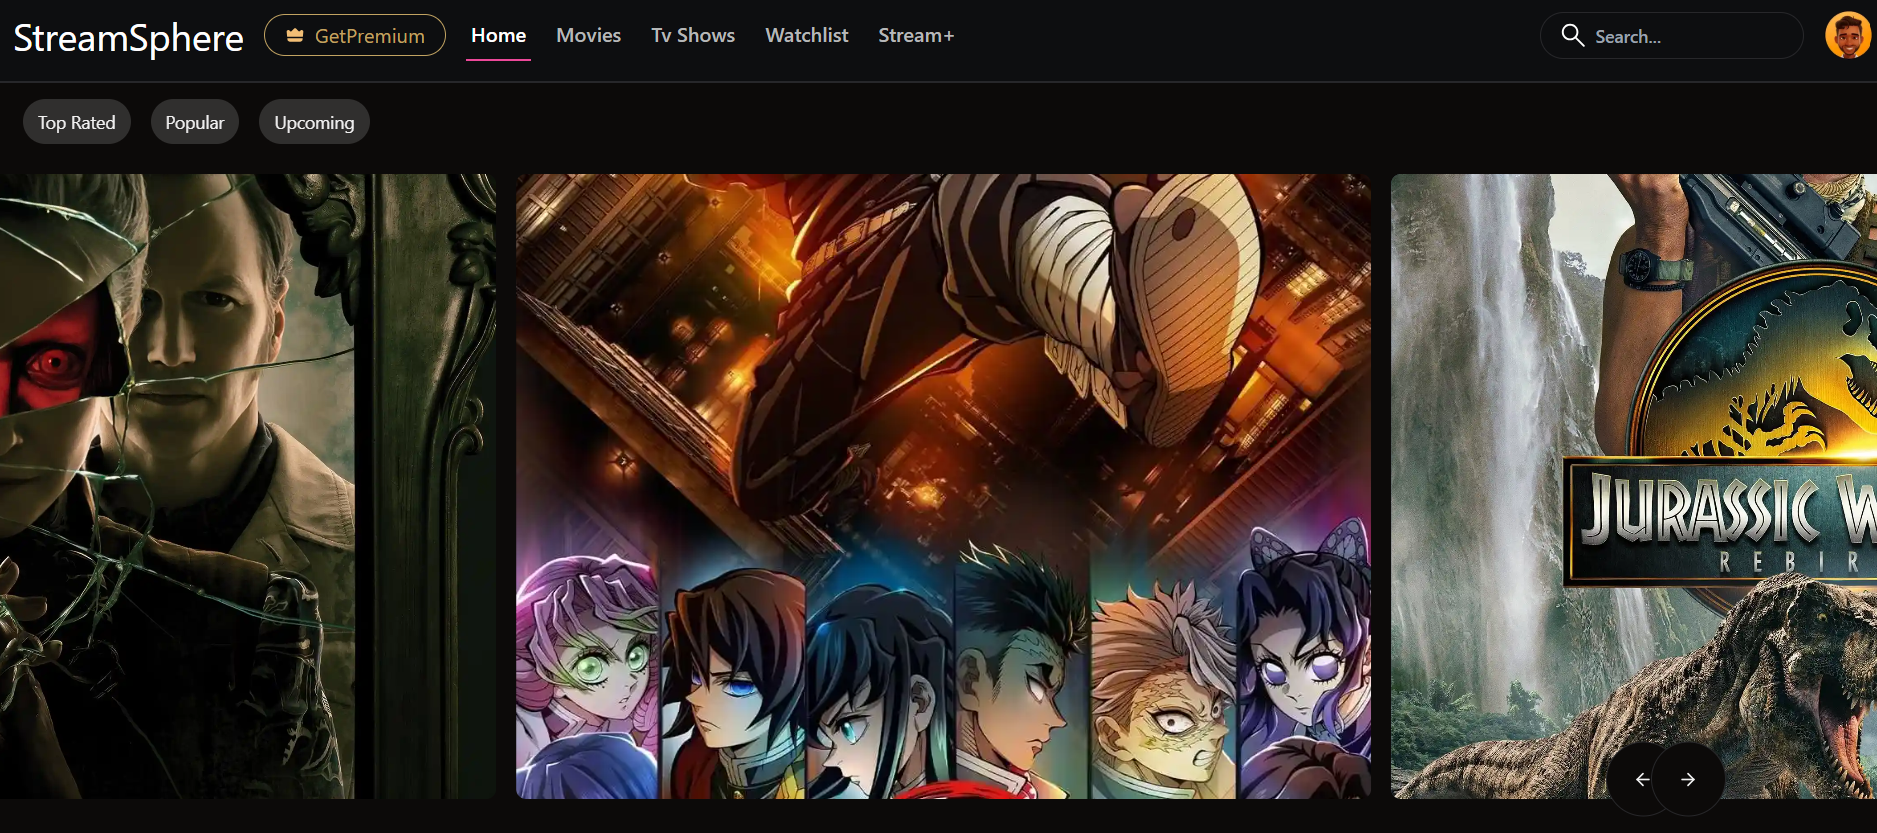 StreamSphere GetPremium Home Movies Tv Shows Watchlist Stream+ Search...
Top Rated Popular Upcoming
JURASSIC W
REBIR